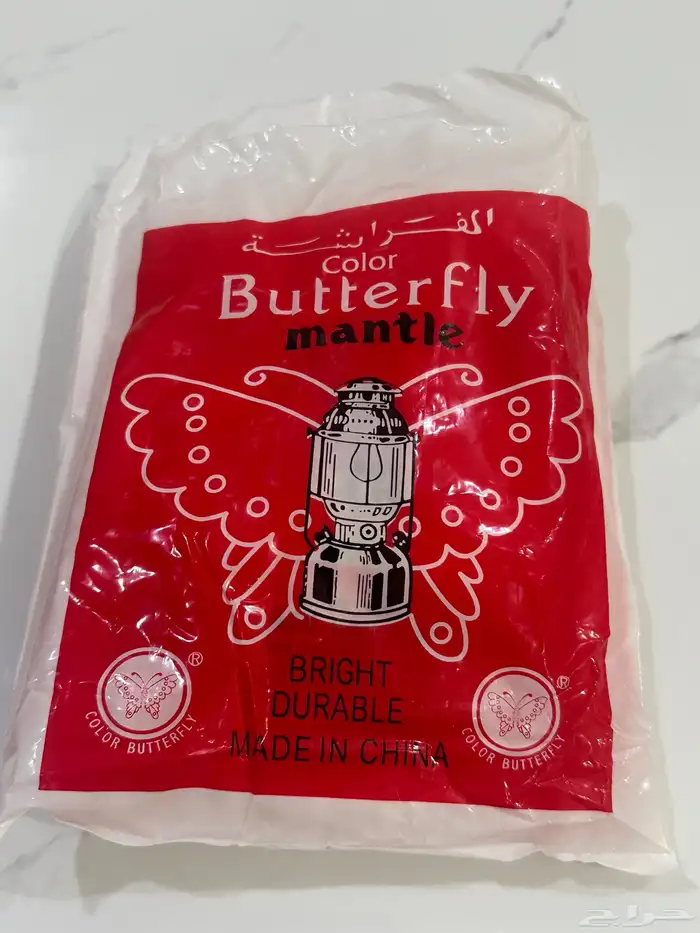 الفراشة
Color
Butterfly
mantle
BRIGHT
DURABLE
MADE IN CHINA
®
COLOR BUTTERFLY
®
COLOR BUTTERFLY
حراج